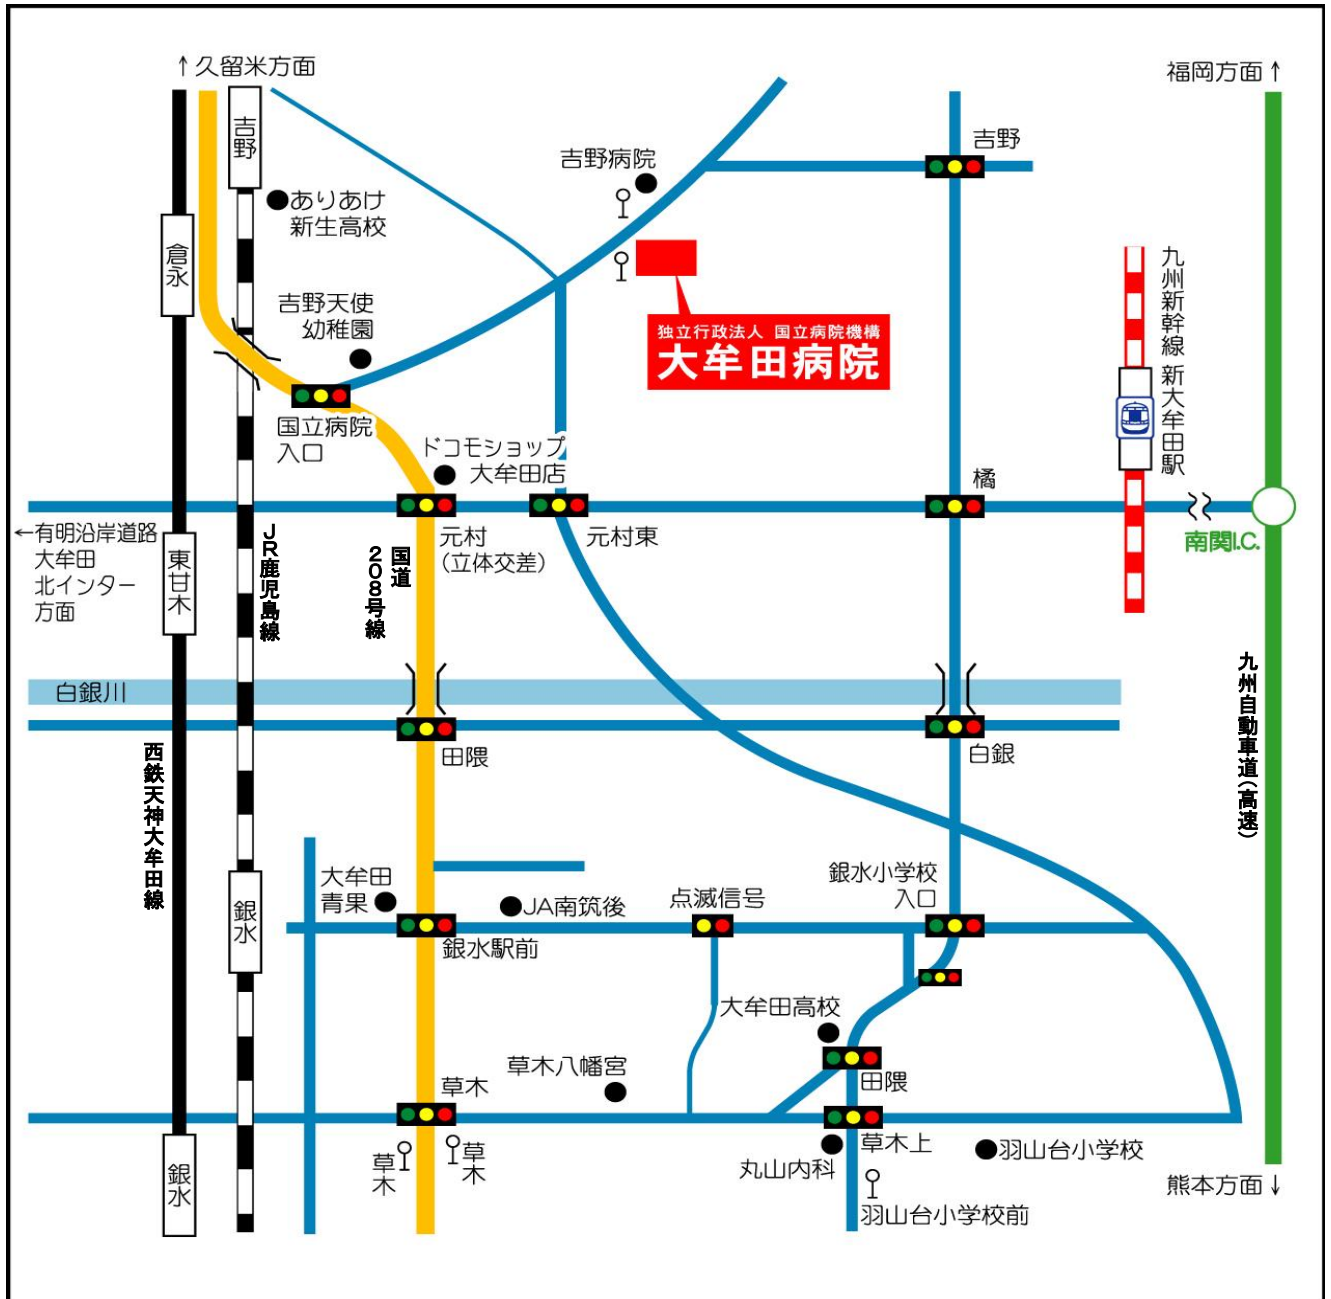 ↑久留米方面
福岡方面↑
吉野
吉野病院
吉野
ありあけ
新生高校
倉永
九州新幹線
新大牟田駅
吉野天使
幼稚園
独立行政法人 国立病院機構
大牟田病院
国立病院
入口
ドコモショップ
大牟田店
橘
←有明沿岸道路
大牟田
北インター
方面
東甘木
JR鹿児島線
国道
208号線
元村
(立体交差)
元村東
南関I.C.
白銀川
田隈
白銀
西鉄天神大牟田線
九州自動車道(高速)
大牟田
青果
JA南筑後
点滅信号
銀水小学校
入口
銀水
銀水駅前
大牟田高校
草木八幡宮
草木
田隈
銀水
草木
草木
丸山内科
草木上
羽山台小学校
羽山台小学校前
熊本方面↓